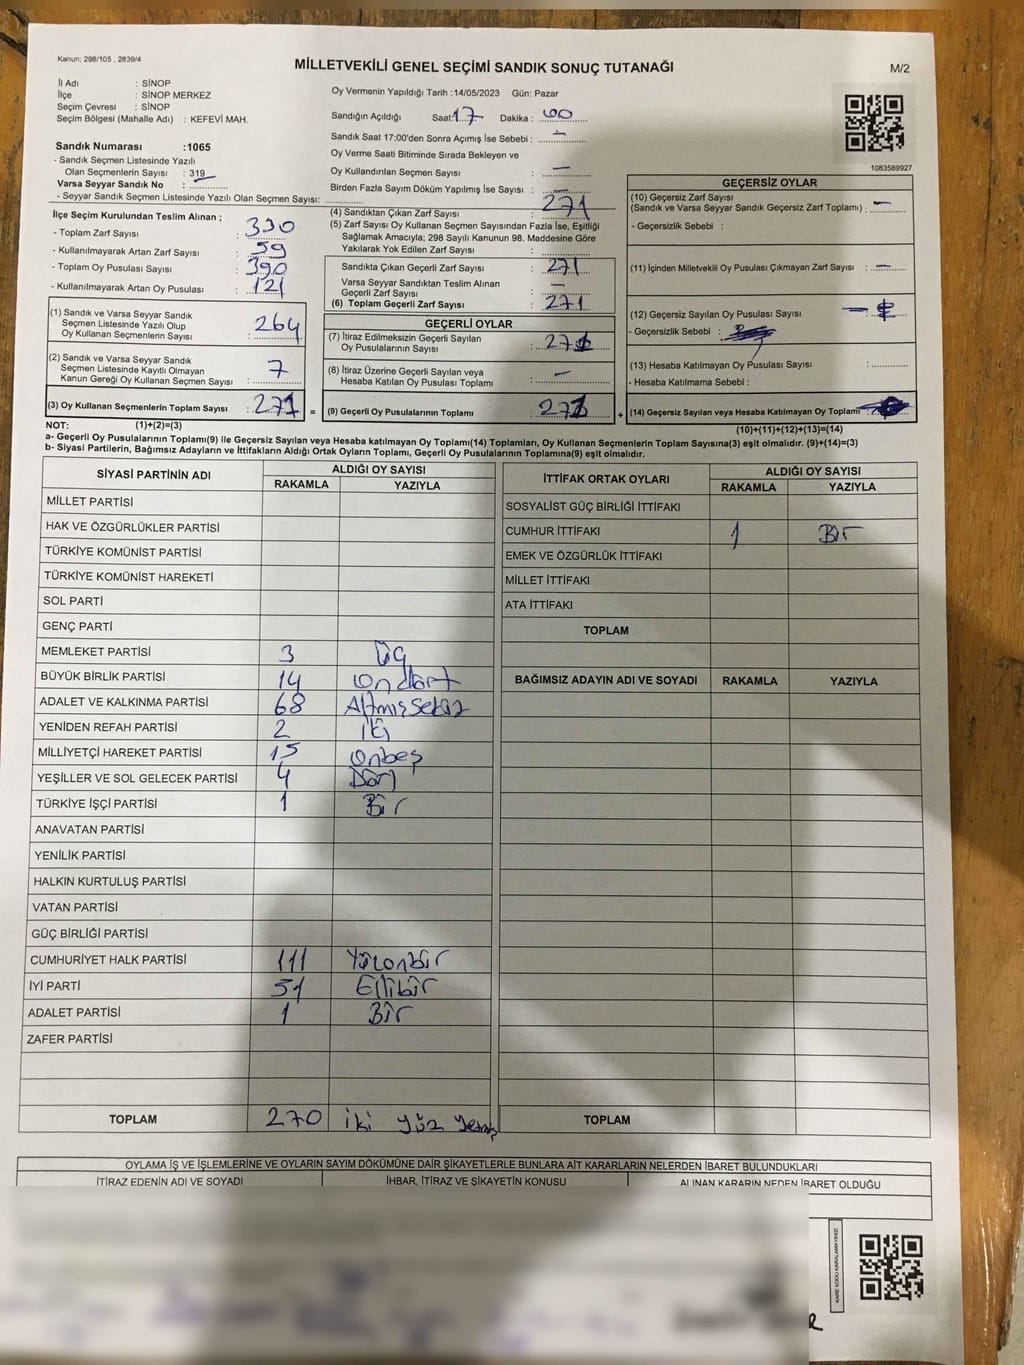 Kanun; 298/105 , 2839/4
MİLLETVEKİLİ GENEL SEÇİMİ SANDIK SONUÇ TUTANAĞI
M/2
İl Adı : SİNOP
İlçe : SİNOP MERKEZ
Seçim Çevresi : SİNOP
Seçim Bölgesi (Mahalle Adı) : KEFEVİ MAH.
Sandık Numarası :1065
- Sandık Seçmen Listesinde Yazılı
Olan Seçmenlerin Sayısı : 319
Varsa Seyyar Sandık No :
- Seyyar Sandık Seçmen Listesinde Yazılı Olan Seçmen Sayısı:
Oy Vermenin Yapıldığı Tarih :14/05/2023 Gün: Pazar
Sandığın Açıldığı Saat: 17 Dakika : 00
Sandık Saat 17:00'den Sonra Açımış İse Sebebi : —
Oy Verme Saati Bitiminde Sırada Bekleyen ve
Oy Kullandırılan Seçmen Sayısı : —
Birden Fazla Sayım Döküm Yapılmış İse Sayısı : —
1083589927
İlçe Seçim Kurulundan Teslim Alınan ;
- Toplam Zarf Sayısı : 330
- Kullanılmayarak Artan Zarf Sayısı : 59
- Toplam Oy Pusulası Sayısı : 390
- Kullanılmayarak Artan Oy Pusulası : 121
(1) Sandık ve Varsa Seyyar Sandık
Seçmen Listesinde Yazılı Olup
Oy Kullanan Seçmenlerin Sayısı : 264
(2) Sandık ve Varsa Seyyar Sandık
Seçmen Listesinde Kayıtlı Olmayan
Kanun Gereği Oy Kullanan Seçmen Sayısı : 7
(3) Oy Kullanan Seçmenlerin Toplam Sayısı : 271
(4) Sandıktan Çıkan Zarf Sayısı : 271
(5) Zarf Sayısı Oy Kullanan Seçmen Sayısından Fazla İse, Eşitliği
Sağlamak Amacıyla; 298 Sayılı Kanunun 98. Maddesine Göre
Yakılarak Yok Edilen Zarf Sayısı :
Sandıkta Çıkan Geçerli Zarf Sayısı : 271
Varsa Seyyar Sandıktan Teslim Alınan
Geçerli Zarf Sayısı : —
(6) Toplam Geçerli Zarf Sayısı : 271
GEÇERLİ OYLAR
(7) İtiraz Edilmeksizin Geçerli Sayılan
Oy Pusulalarının Sayısı : 271
(8) İtiraz Üzerine Geçerli Sayılan veya
Hesaba Katılan Oy Pusulası Toplamı : —
= (9) Geçerli Oy Pusulalarının Toplamı : 271 +
GEÇERSİZ OYLAR
(10) Geçersiz Zarf Sayısı
(Sandık ve Varsa Seyyar Sandık Geçersiz Zarf Toplamı) : —
- Geçersizlik Sebebi :
(11) İçinden Milletvekili Oy Pusulası Çıkmayan Zarf Sayısı : —
(12) Geçersiz Sayılan Oy Pusulası Sayısı : —
- Geçersizlik Sebebi :
(13) Hesaba Katılmayan Oy Pusulası Sayısı :
- Hesaba Katılmama Sebebi :
(14) Geçersiz Sayılan veya Hesaba Katılmayan Oy Toplamı :
NOT: (1)+(2)=(3)
(10)+(11)+(12)+(13)=(14)
a- Geçerli Oy Pusulalarının Toplamı(9) ile Geçersiz Sayılan veya Hesaba katılmayan Oy Toplamı(14) Toplamları, Oy Kullanan Seçmenlerin Toplam Sayısına(3) eşit olmalıdır. (9)+(14)=(3)
b- Siyasi Partilerin, Bağımsız Adayların ve İttifakların Aldığı Ortak Oyların Toplamı, Geçerli Oy Pusulalarının Toplamına(9) eşit olmalıdır.
SİYASİ PARTİNİN ADI ALDIĞI OY SAYISI
RAKAMLA YAZIYLA
MİLLET PARTİSİ
HAK VE ÖZGÜRLÜKLER PARTİSİ
TÜRKİYE KOMÜNİST PARTİSİ
TÜRKİYE KOMÜNİST HAREKETİ
SOL PARTİ
GENÇ PARTİ
MEMLEKET PARTİSİ 3 Üç
BÜYÜK BİRLİK PARTİSİ 14 Ondört
ADALET VE KALKINMA PARTİSİ 68 Altmışsekiz
YENİDEN REFAH PARTİSİ 2 İki
MİLLİYETÇİ HAREKET PARTİSİ 15 Onbeş
YEŞİLLER VE SOL GELECEK PARTİSİ 4 Dört
TÜRKİYE İŞÇİ PARTİSİ 1 Bir
ANAVATAN PARTİSİ
YENİLİK PARTİSİ
HALKIN KURTULUŞ PARTİSİ
VATAN PARTİSİ
GÜÇ BİRLİĞİ PARTİSİ
CUMHURİYET HALK PARTİSİ 111 Yüzonbir
İYİ PARTİ 51 Ellibir
ADALET PARTİSİ 1 Bir
ZAFER PARTİSİ
TOPLAM 270 iki yüz yetmiş
İTTİFAK ORTAK OYLARI ALDIĞI OY SAYISI
RAKAMLA YAZIYLA
SOSYALİST GÜÇ BİRLİĞİ İTTİFAKI
CUMHUR İTTİFAKI 1 Bir
EMEK VE ÖZGÜRLÜK İTTİFAKI
MİLLET İTTİFAKI
ATA İTTİFAKI
TOPLAM
BAĞIMSIZ ADAYIN ADI VE SOYADI RAKAMLA YAZIYLA
TOPLAM
OYLAMA İŞ VE İŞLEMLERİNE VE OYLARIN SAYIM DÖKÜMÜNE DAİR ŞİKAYETLERLE BUNLARA AİT KARARLARIN NELERDEN İBARET BULUNDUKLARI
İTİRAZ EDENİN ADI VE SOYADI İHBAR, İTİRAZ VE ŞİKAYETİN KONUSU ALINAN KARARIN NEDEN İBARET OLDUĞU
KARE KODU KARALAMAYINIZ!